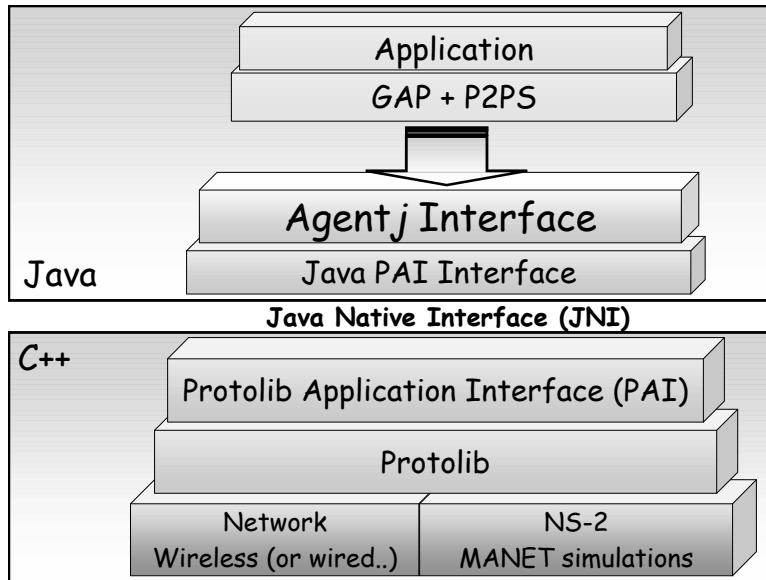 Application
GAP + P2PS
Agentj Interface
Java PAI Interface
Java
Java Native Interface (JNI)
C++
Protolib Application Interface (PAI)
Protolib
Network
Wireless (or wired..)
NS-2
MANET simulations